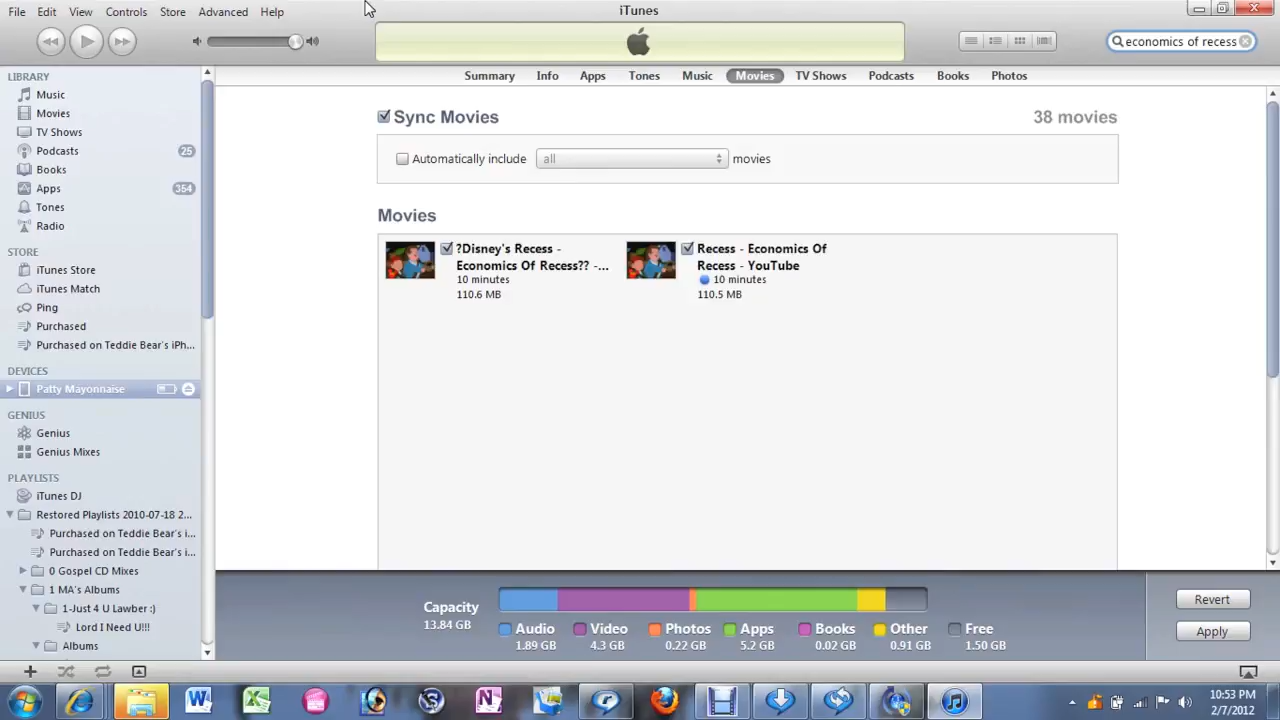 File Edit View Controls Store Advanced Help
iTunes
economics of recess
Summary Info Apps Tones Music Movies TV Shows Podcasts Books Photos
LIBRARY
Music
Movies
TV Shows
Podcasts 25
Books
Apps 354
Tones
Radio
STORE
iTunes Store
iTunes Match
Ping
Purchased
Purchased on Teddie Bear's iPh...
DEVICES
Patty Mayonnaise
GENIUS
Genius
Genius Mixes
PLAYLISTS
iTunes DJ
Restored Playlists 2010-07-18 2...
Purchased on Teddie Bear's i...
Purchased on Teddie Bear's i...
0 Gospel CD Mixes
1 MA's Albums
1-Just 4 U Lawber :)
Lord I Need U!!!
Albums
Sync Movies
38 movies
Automatically include all movies
Movies
?Disney's Recess -
Economics Of Recess?? -...
10 minutes
110.6 MB
Recess - Economics Of
Recess - YouTube
10 minutes
110.5 MB
Capacity
13.84 GB
Audio Video Photos Apps Books Other Free
1.89 GB 4.3 GB 0.22 GB 5.2 GB 0.02 GB 0.91 GB 1.50 GB
Revert
Apply
10:53 PM
2/7/2012